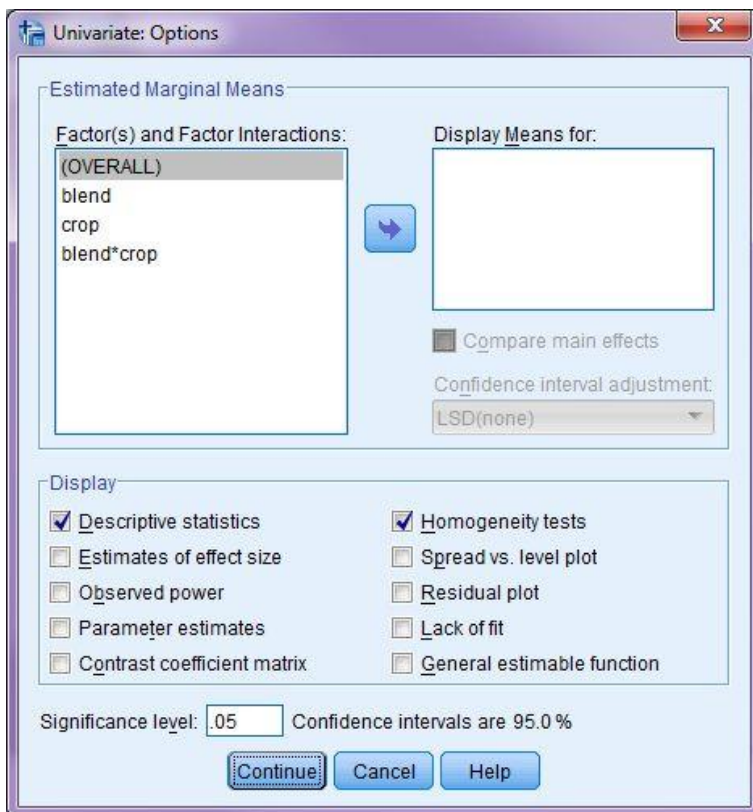 Univariate: Options
Estimated Marginal Means
Factor(s) and Factor Interactions:
(OVERALL)
blend
crop
blend*crop
Display Means for:
Compare main effects
Confidence interval adjustment:
LSD(none)
Display
Descriptive statistics
Estimates of effect size
Observed power
Parameter estimates
Contrast coefficient matrix
Homogeneity tests
Spread vs. level plot
Residual plot
Lack of fit
General estimable function
Significance level: .05 Confidence intervals are 95.0 %
Continue Cancel Help